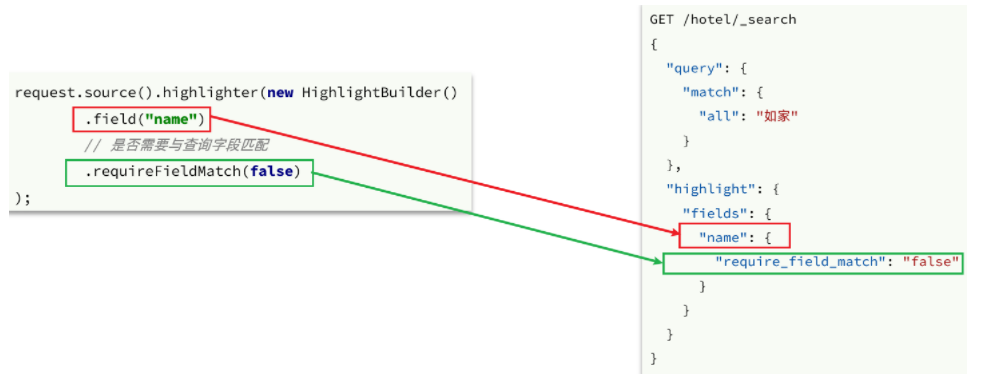 request.source().highlighter(new HighlightBuilder()
.field("name")
// 是否需要与查询字段匹配
.requireFieldMatch(false)
);
GET /hotel/_search
{
"query": {
"match": {
"all": "如家"
}
},
"highlight": {
"fields": {
"name": {
"require_field_match": "false"
}
}
}
}